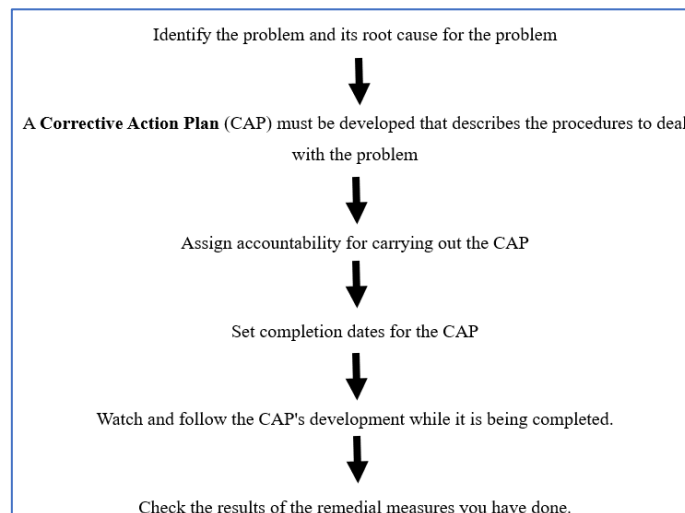 Identify the problem and its root cause for the problem
A Corrective Action Plan (CAP) must be developed that describes the procedures to deal
with the problem
Assign accountability for carrying out the CAP
Set completion dates for the CAP
Watch and follow the CAP's development while it is being completed.
Check the results of the remedial measures you have done.